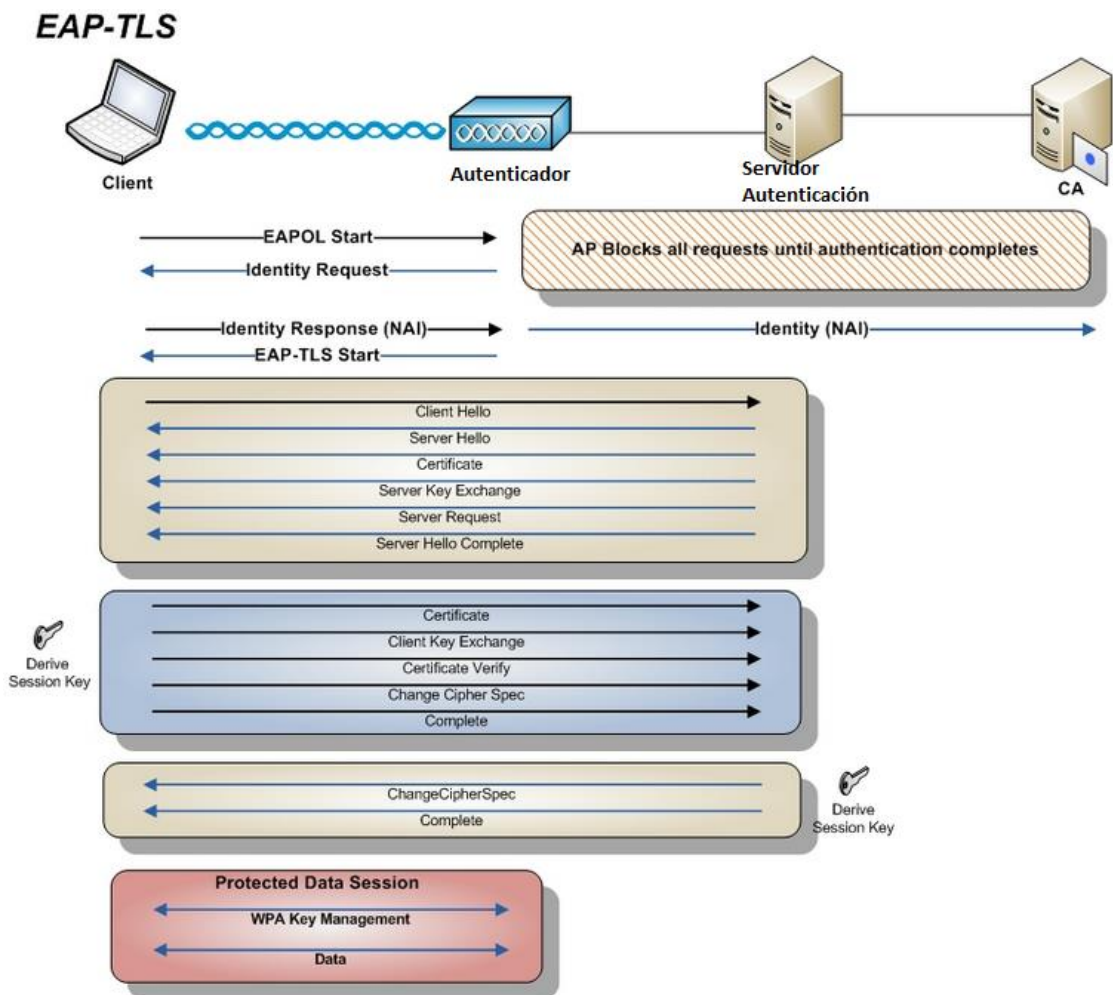 EAP-TLS
Client
Autenticador
Servidor
Autenticación
CA
EAPOL Start
AP Blocks all requests until authentication completes
Identity Request
Identity Response (NAI)
Identity (NAI)
EAP-TLS Start
Client Hello
Server Hello
Certificate
Server Key Exchange
Server Request
Server Hello Complete
Derive
Session Key
Certificate
Client Key Exchange
Certificate Verify
Change Cipher Spec
Complete
ChangeCipherSpec
Complete
Derive
Session Key
Protected Data Session
WPA Key Management
Data